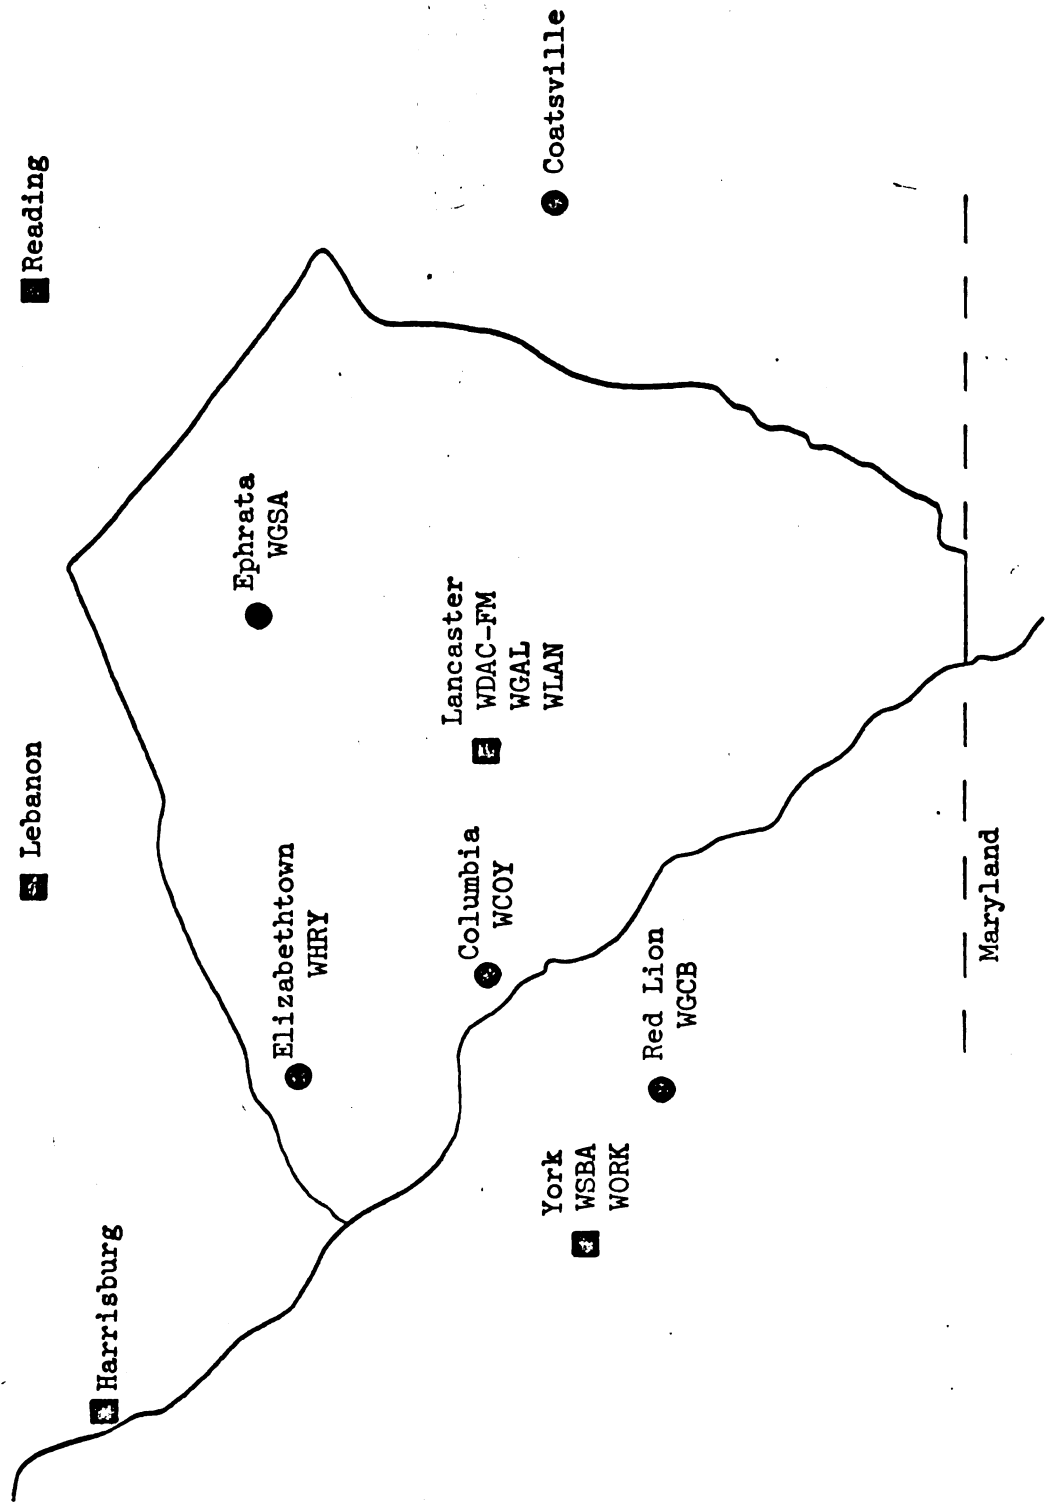 Harrisburg
Lebanon
Reading
Elizabethtown
WHRY
Ephrata
WGSA
Columbia
WCOY
Lancaster
WDAC-FM
WGAL
WLAN
Coatsville
York
WSBA
WORK
Red Lion
WGCB
Maryland